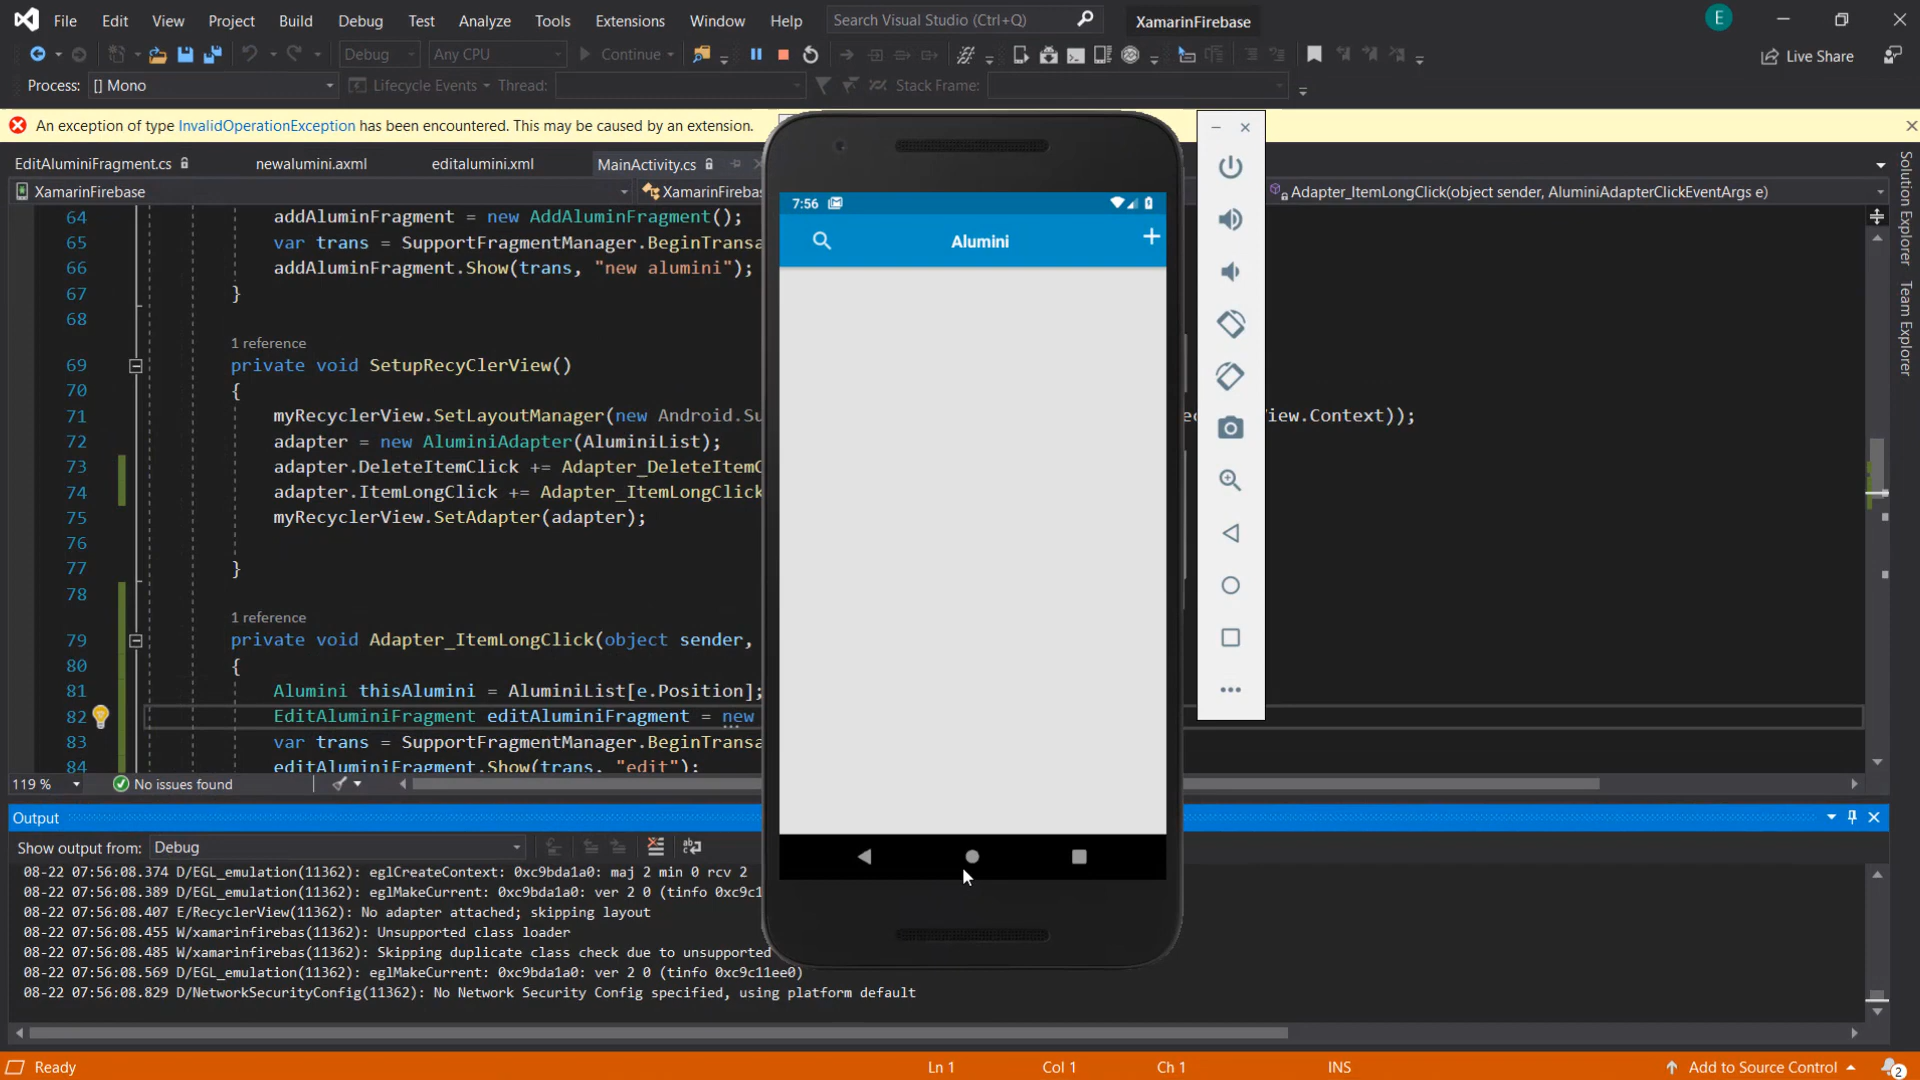 File Edit View Project Build Debug Test Analyze Tools Extensions Window Help Search Visual Studio (Ctrl+Q) XamarinFirebase E
Debug Any CPU Continue Live Share
Process: [] Mono Lifecycle Events Thread: Stack Frame:
An exception of type InvalidOperationException has been encountered. This may be caused by an extension.
EditAluminiFragment.cs newalumini.axml editalumini.xml MainActivity.cs
XamarinFirebase XamarinFirebas Adapter_ItemLongClick(object sender, AluminiAdapterClickEventArgs e)
64 addAluminFragment = new AddAluminFragment();
65 var trans = SupportFragmentManager.BeginTransa
66 addAluminFragment.Show(trans, "new alumini");
67 }
68
1 reference
69 private void SetupRecyClerView()
70 {
71 myRecyclerView.SetLayoutManager(new Android.Su ec iew.Context));
72 adapter = new AluminiAdapter(AluminiList);
73 adapter.DeleteItemClick += Adapter_DeleteItemC
74 adapter.ItemLongClick += Adapter_ItemLongClick
75 myRecyclerView.SetAdapter(adapter);
76
77 }
78
1 reference
79 private void Adapter_ItemLongClick(object sender,
80 {
81 Alumini thisAlumini = AluminiList[e.Position];
82 EditAluminiFragment editAluminiFragment = new
83 var trans = SupportFragmentManager.BeginTransa
84 editAluminiFragment.Show(trans, "edit");
119 % No issues found
7:56
Alumini
Solution Explorer
Team Explorer
Output
Show output from: Debug
08-22 07:56:08.374 D/EGL_emulation(11362): eglCreateContext: 0xc9bda1a0: maj 2 min 0 rcv 2
08-22 07:56:08.389 D/EGL_emulation(11362): eglMakeCurrent: 0xc9bda1a0: ver 2 0 (tinfo 0xc9c1
08-22 07:56:08.407 E/RecyclerView(11362): No adapter attached; skipping layout
08-22 07:56:08.455 W/xamarinfirebas(11362): Unsupported class loader
08-22 07:56:08.485 W/xamarinfirebas(11362): Skipping duplicate class check due to unsupported
08-22 07:56:08.569 D/EGL_emulation(11362): eglMakeCurrent: 0xc9bda1a0: ver 2 0 (tinfo 0xc9c11ee0)
08-22 07:56:08.829 D/NetworkSecurityConfig(11362): No Network Security Config specified, using platform default
Ready Ln 1 Col 1 Ch 1 INS Add to Source Control 2